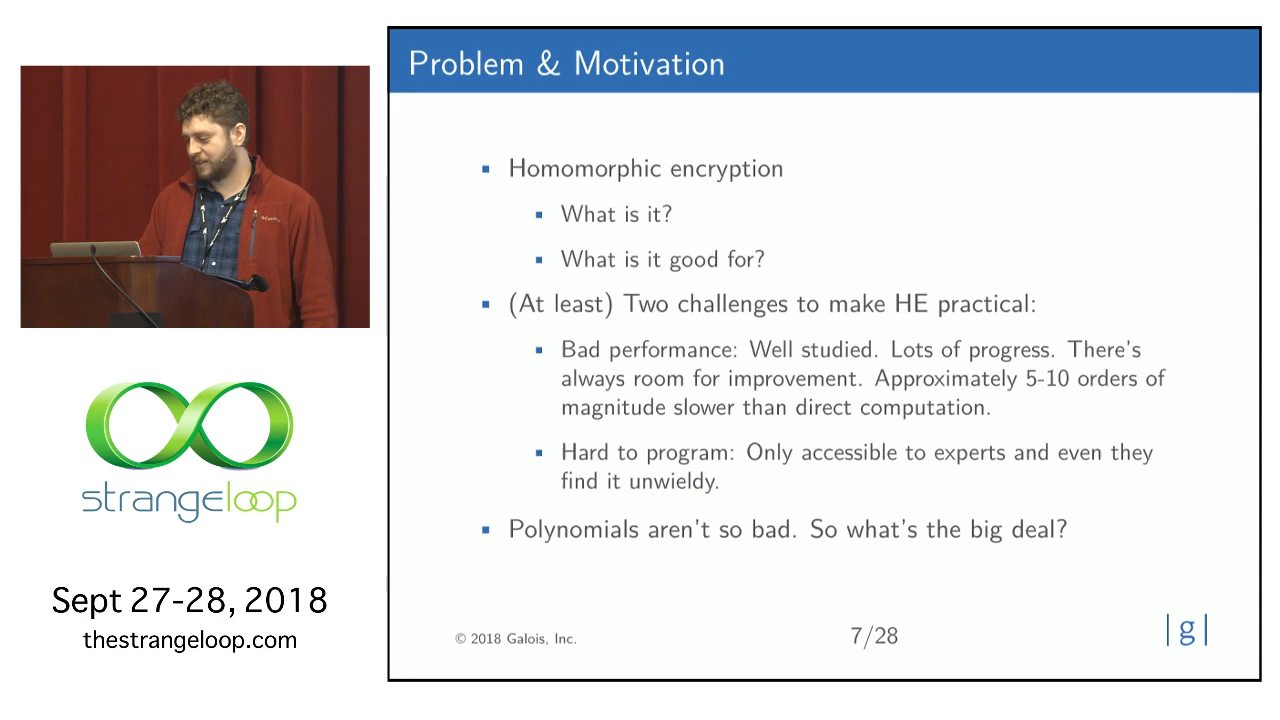 Problem & Motivation
Homomorphic encryption
What is it?
What is it good for?
(At least) Two challenges to make HE practical:
Bad performance: Well studied. Lots of progress. There's
always room for improvement. Approximately 5-10 orders of
magnitude slower than direct computation.
Hard to program: Only accessible to experts and even they
find it unwieldy.
Polynomials aren't so bad. So what's the big deal?
© 2018 Galois, Inc.
7/28
|g|
strangeloop
Sept 27-28, 2018
thestrangeloop.com